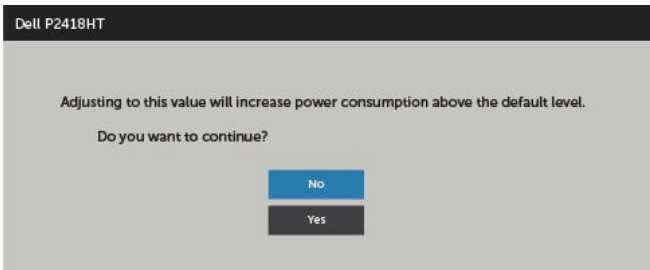 Dell P2418HT
Adjusting to this value will increase power consumption above the default level.
Do you want to continue?
No
Yes